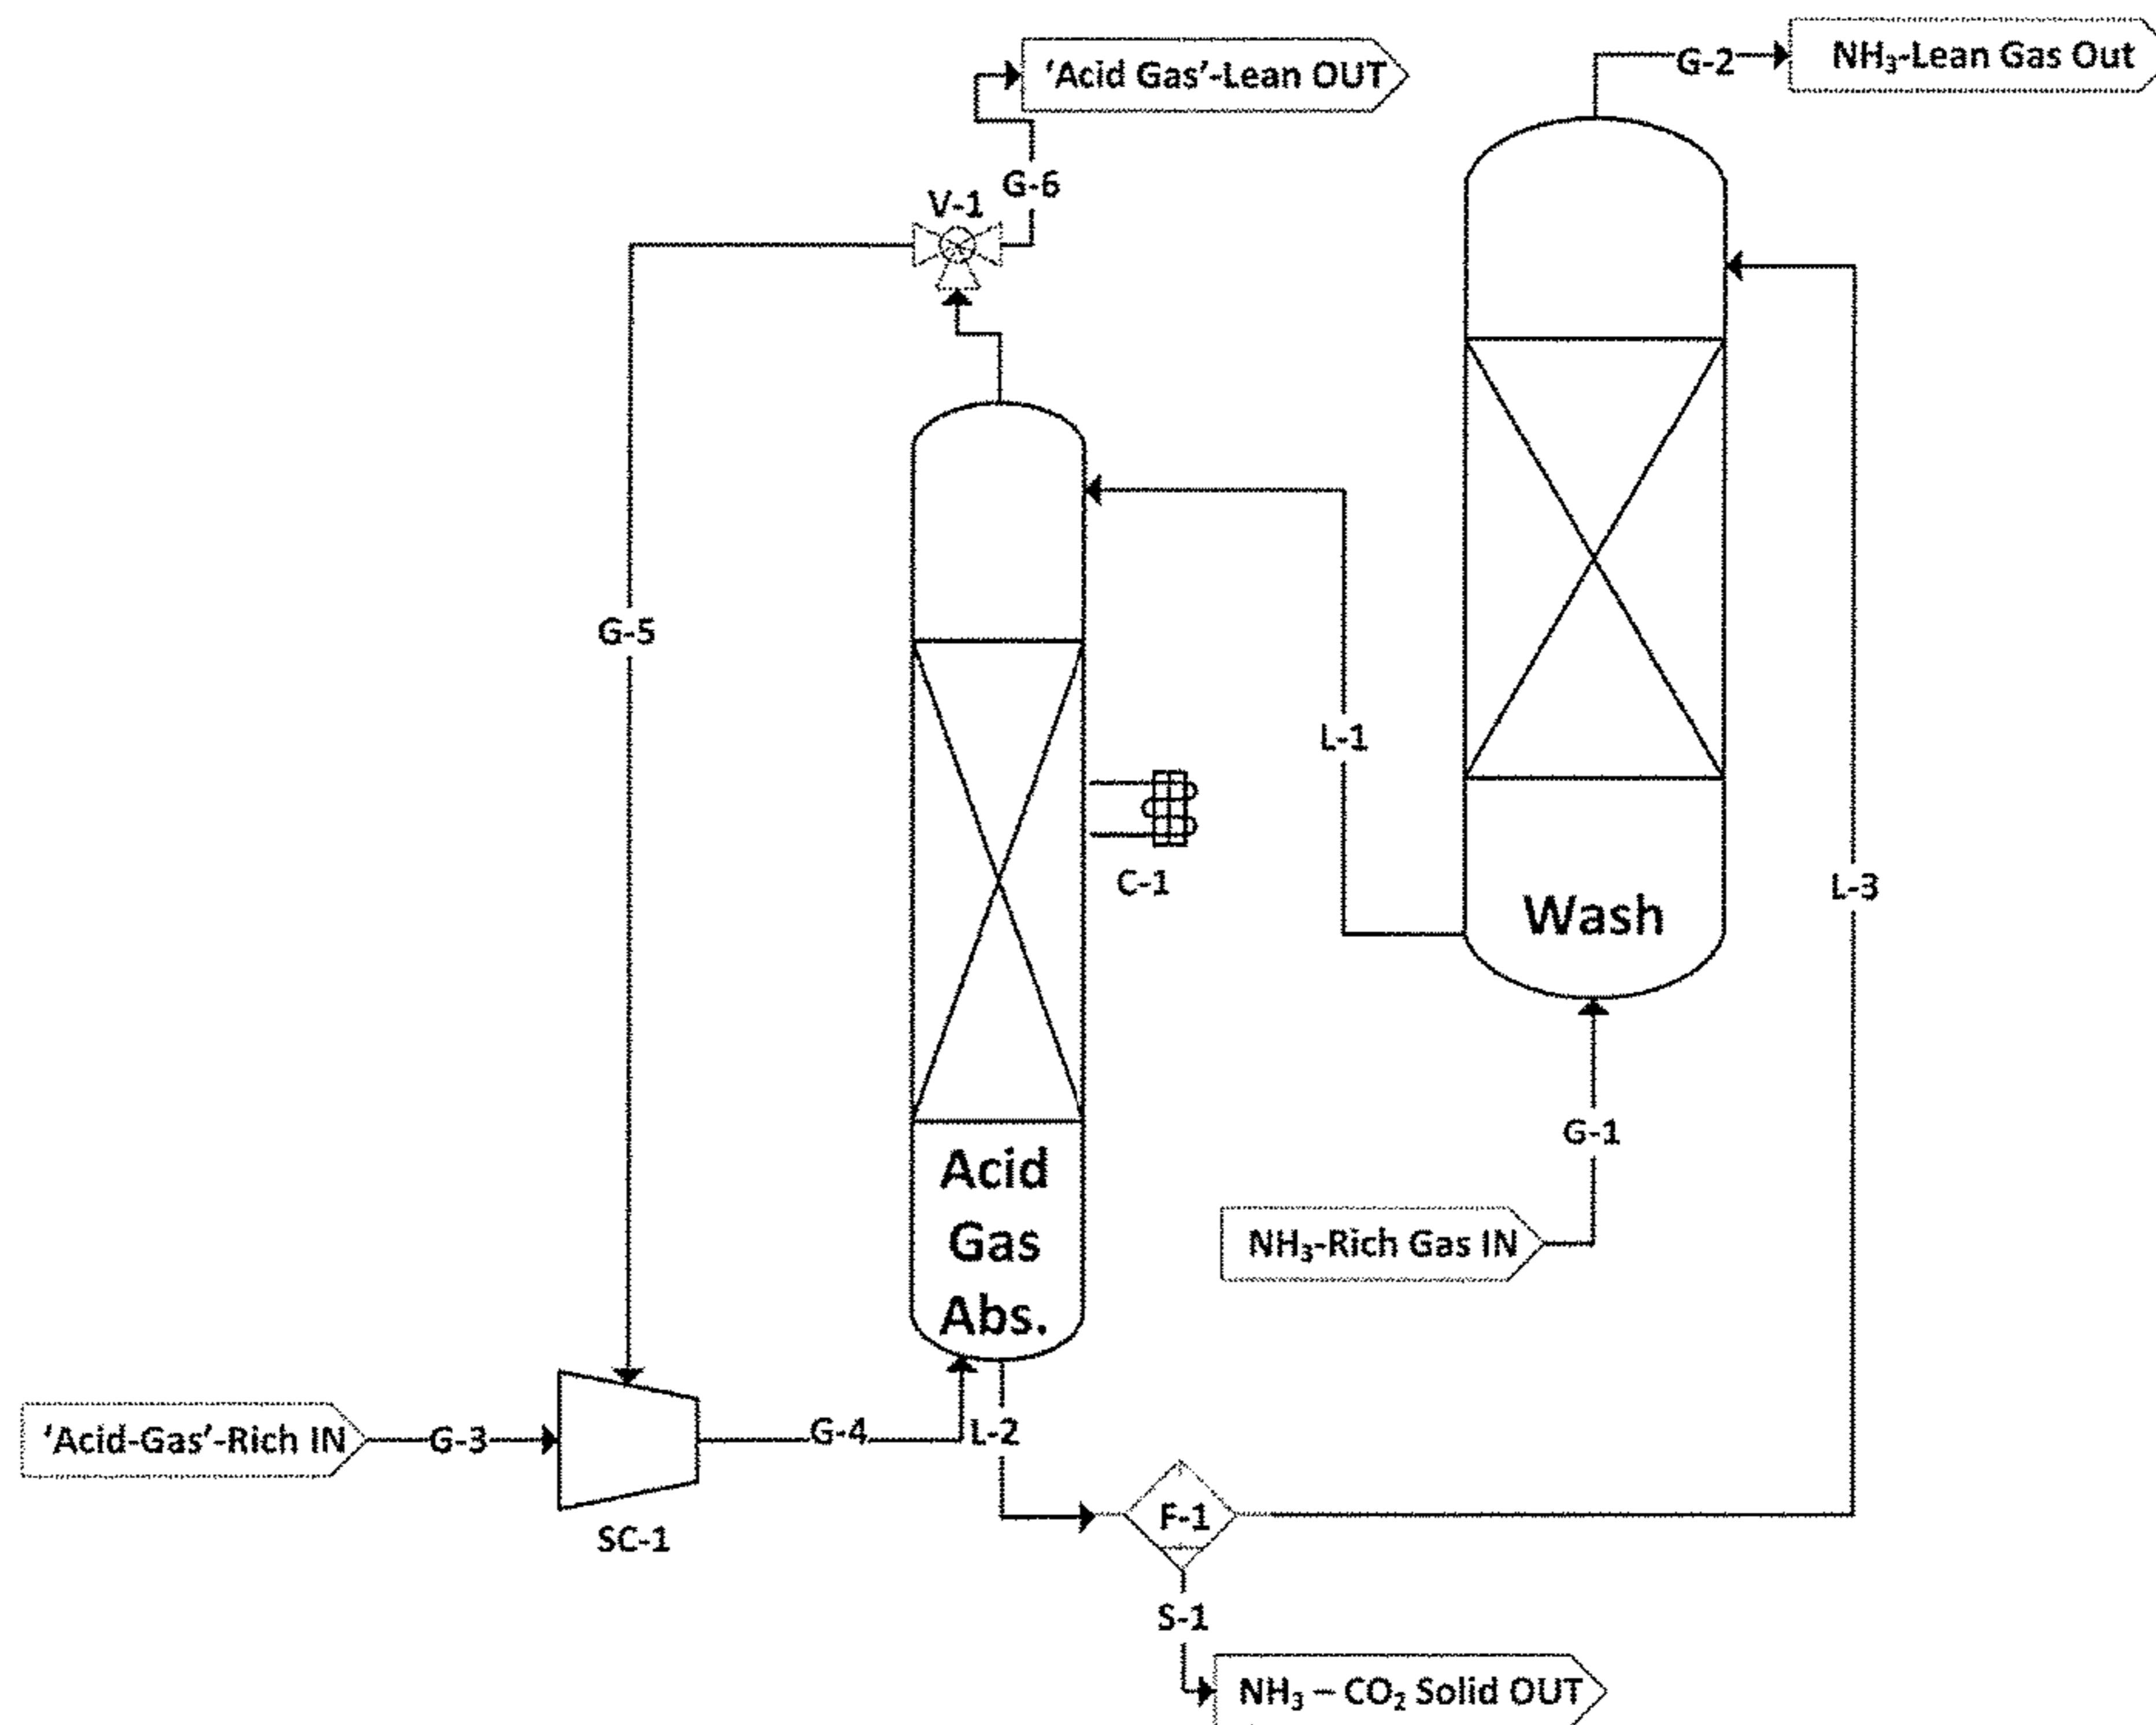 'Acid Gas'-Lean OUT
G-2
NH₃-Lean Gas Out
G-6
V-1
G-5
L-1
C-1
L-3
Wash
G-1
Acid
Gas
Abs.
NH₃-Rich Gas IN
'Acid-Gas'-Rich IN
G-3
G-4
L-2
SC-1
F-1
S-1
NH₃ – CO₂ Solid OUT